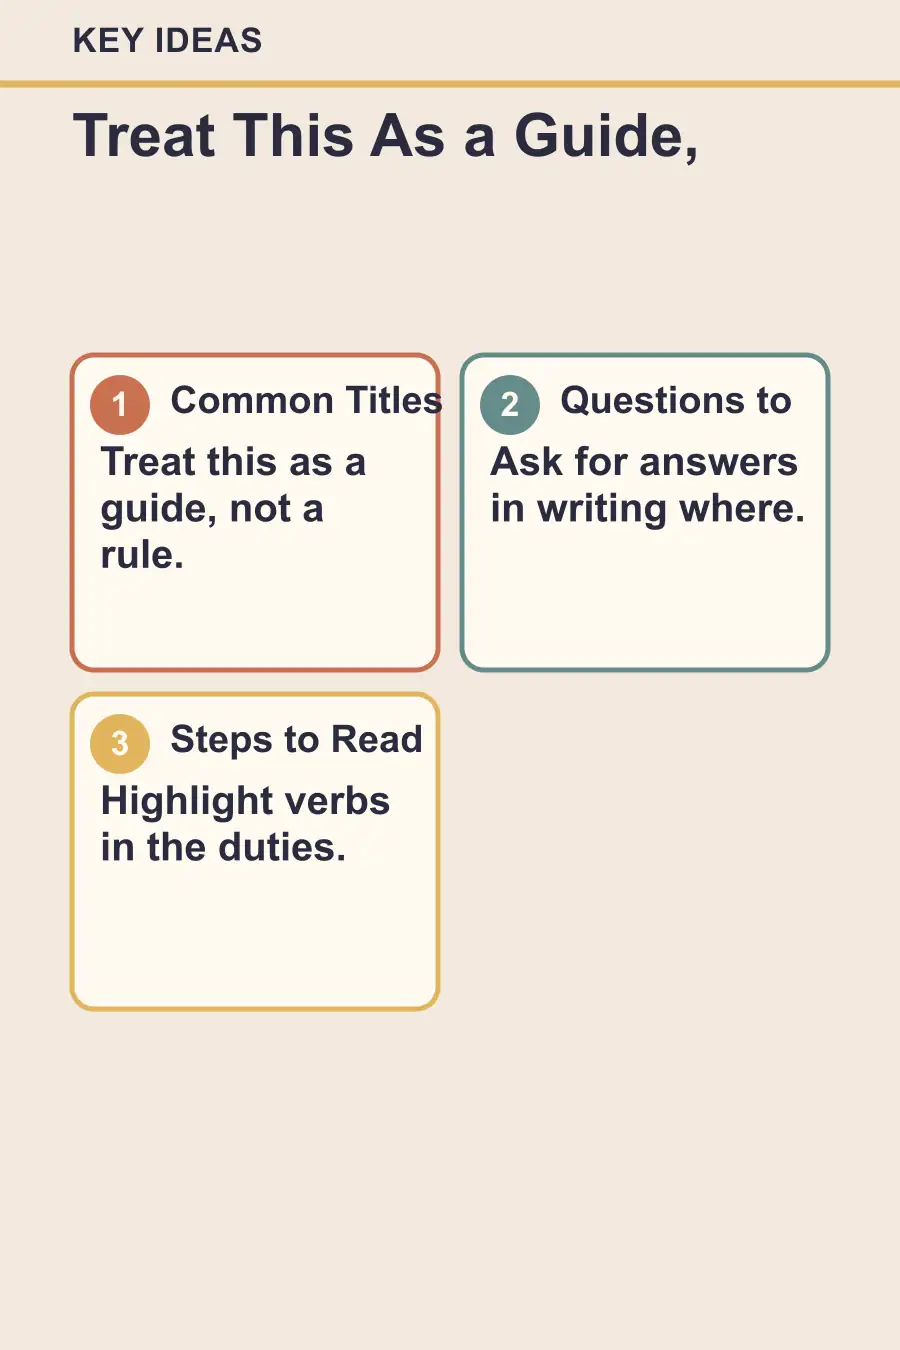 KEY IDEAS
Treat This As a Guide,
1 Common Titles
Treat this as a
guide, not a
rule.
2 Questions to
Ask for answers
in writing where.
3 Steps to Read
Highlight verbs
in the duties.